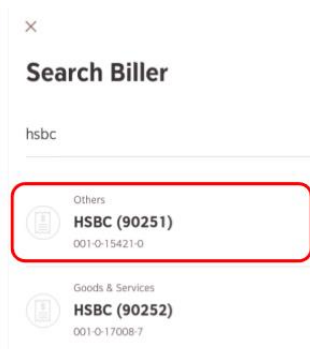 Search Biller
hsbc
Others
HSBC (90251)
001-0-15421-0
Goods & Services
HSBC (90252)
001-0-17008-7